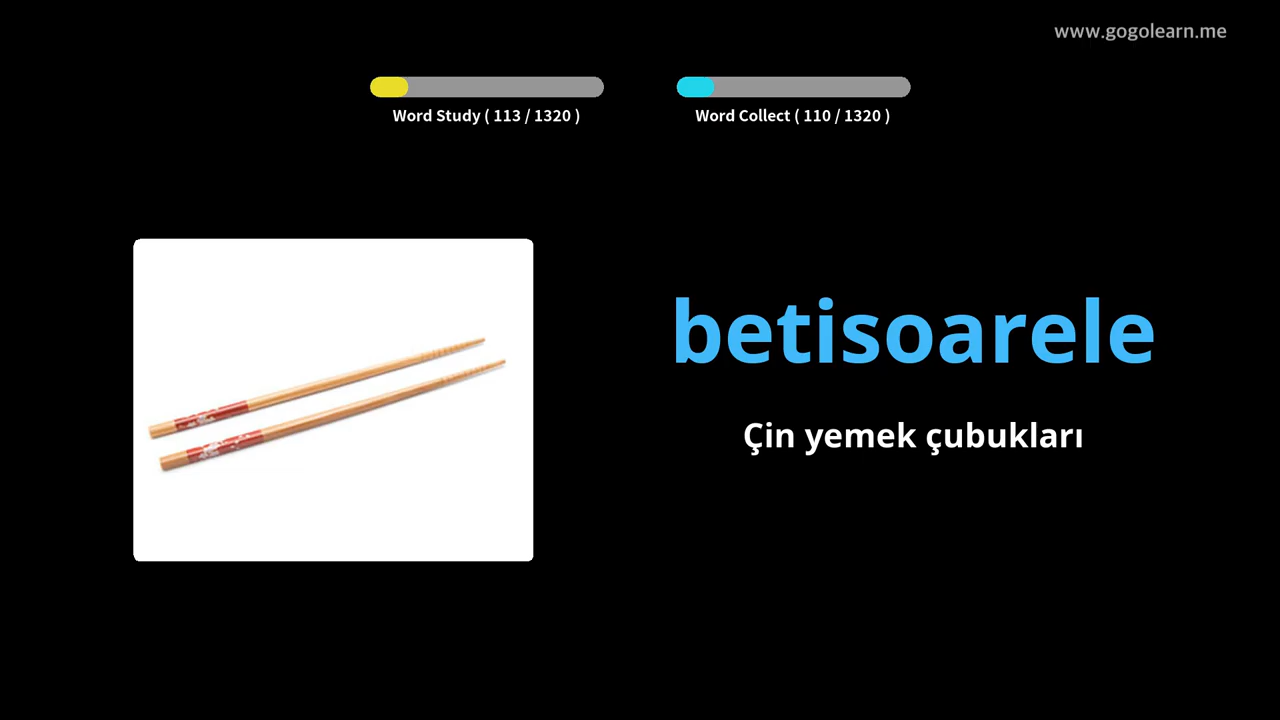 www.gogolearn.me
Word Study ( 113 / 1320 )
Word Collect ( 110 / 1320 )
betisoarele
Çin yemek çubukları